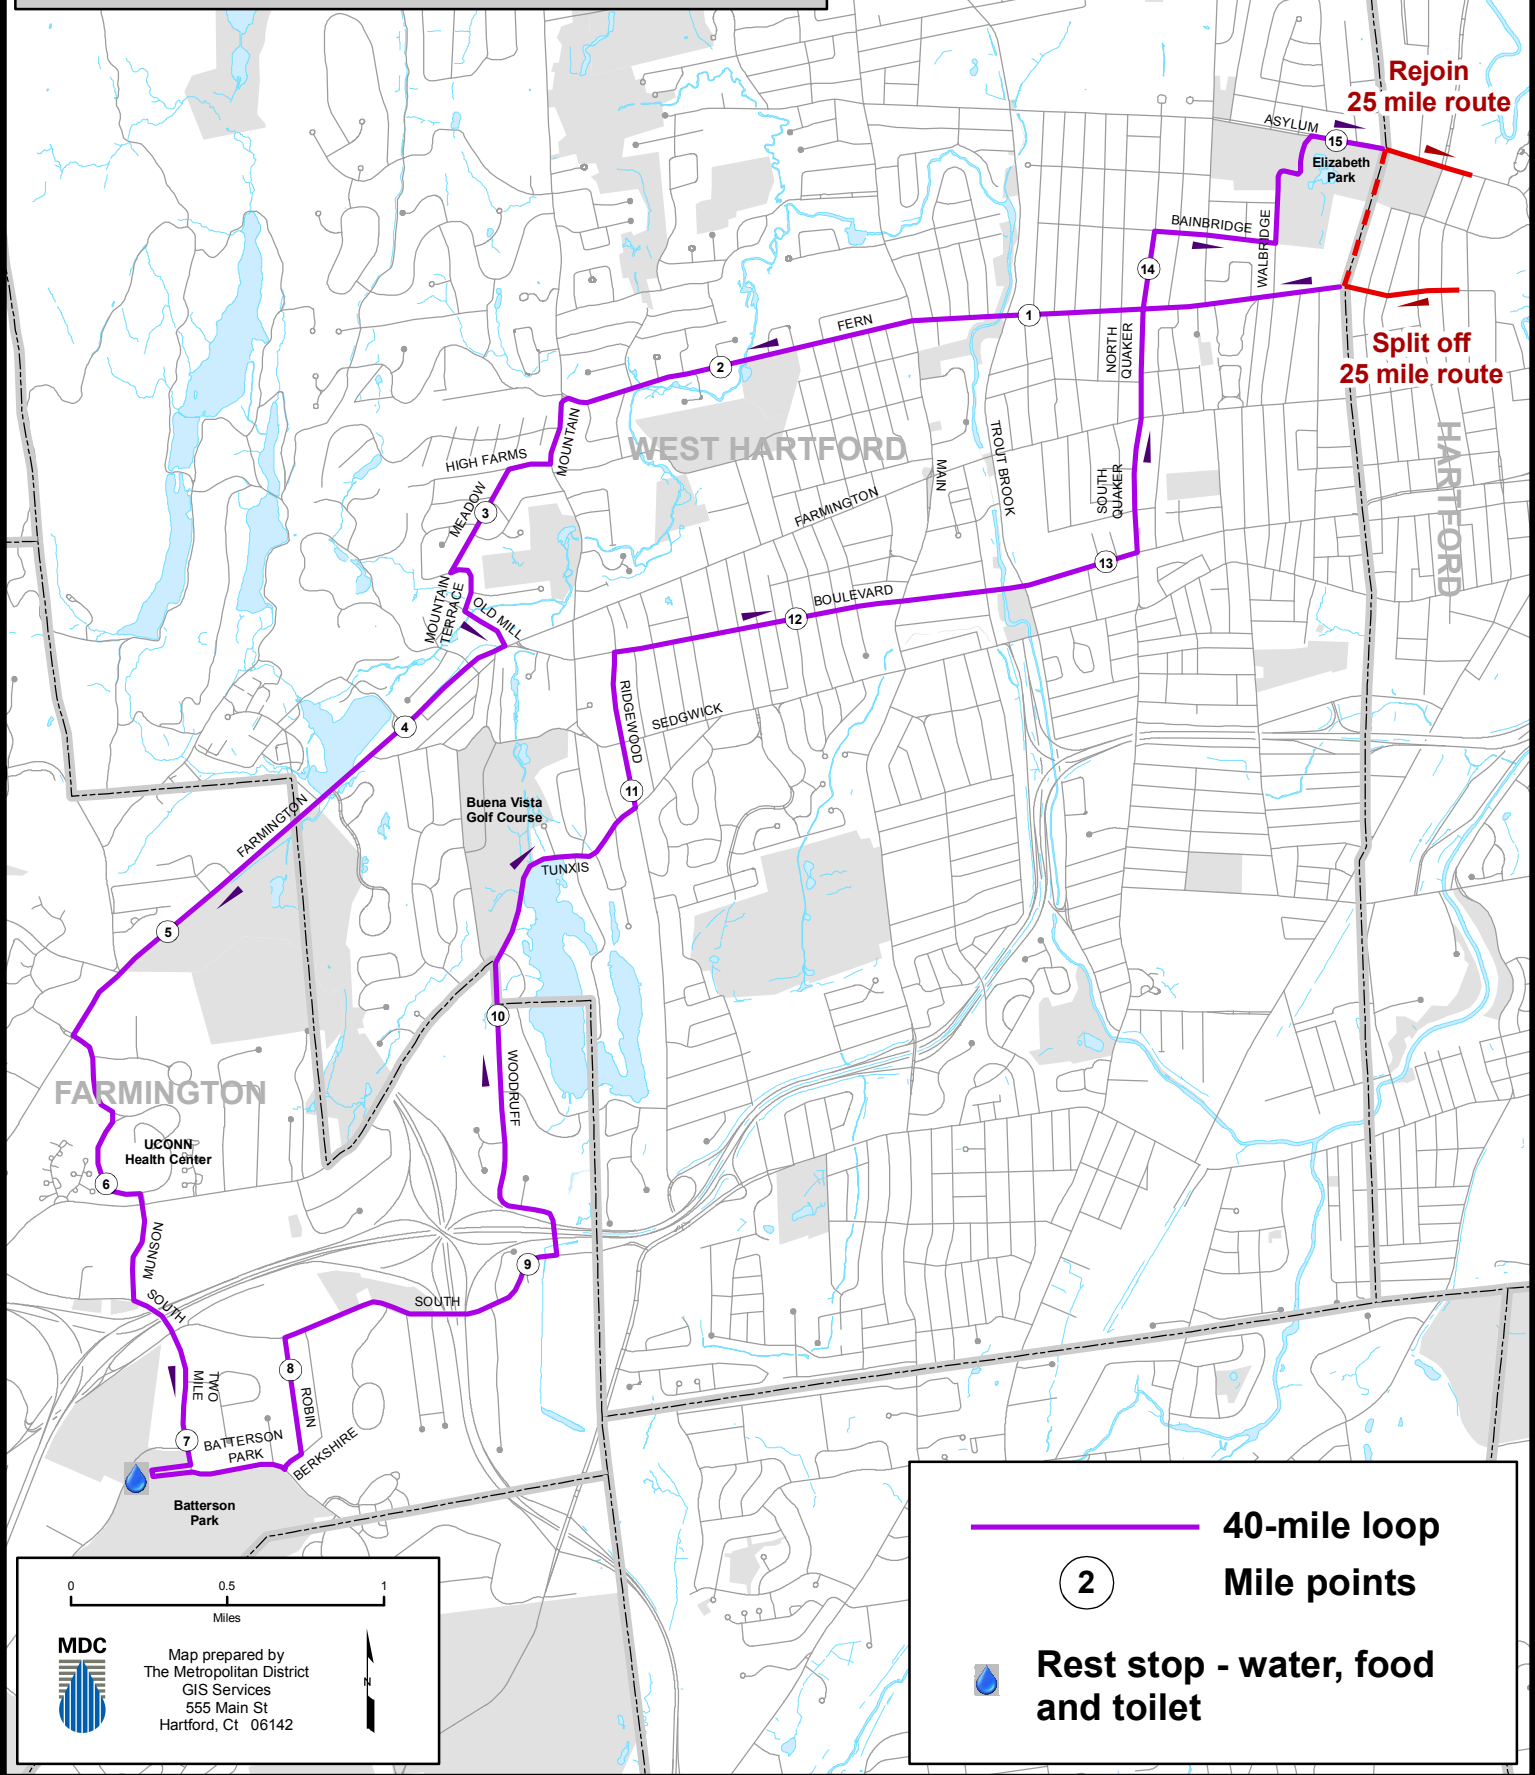 Rejoin
25 mile route
ASYLUM
15
Elizabeth
Park
BAINBRIDGE
WALBRIDGE
14
1
FERN
2
NORTH
QUAKER
Split off
25 mile route
MOUNTAIN
HIGH FARMS
WEST HARTFORD
HARTFORD
MEADOW
3
MAIN
TROUT BROOK
FARMINGTON
SOUTH
QUAKER
13
MOUNTAIN
TERRACE
OLD MILL
BOULEVARD
12
RIDGEWOOD
SEDGWICK
4
11
Buena Vista
Golf Course
FARMINGTON
TUNXIS
5
10
WOODRUFF
FARMINGTON
UCONN
Health Center
6
MUNSON
9
SOUTH
SOUTH
8
TWO
MILE
ROBIN
7
BATTERSON
PARK
BERKSHIRE
Batterson
Park
40-mile loop
2
Mile points
Rest stop - water, food
and toilet
0 0.5 1
Miles
MDC
Map prepared by
The Metropolitan District
GIS Services
555 Main St
Hartford, Ct 06142
N